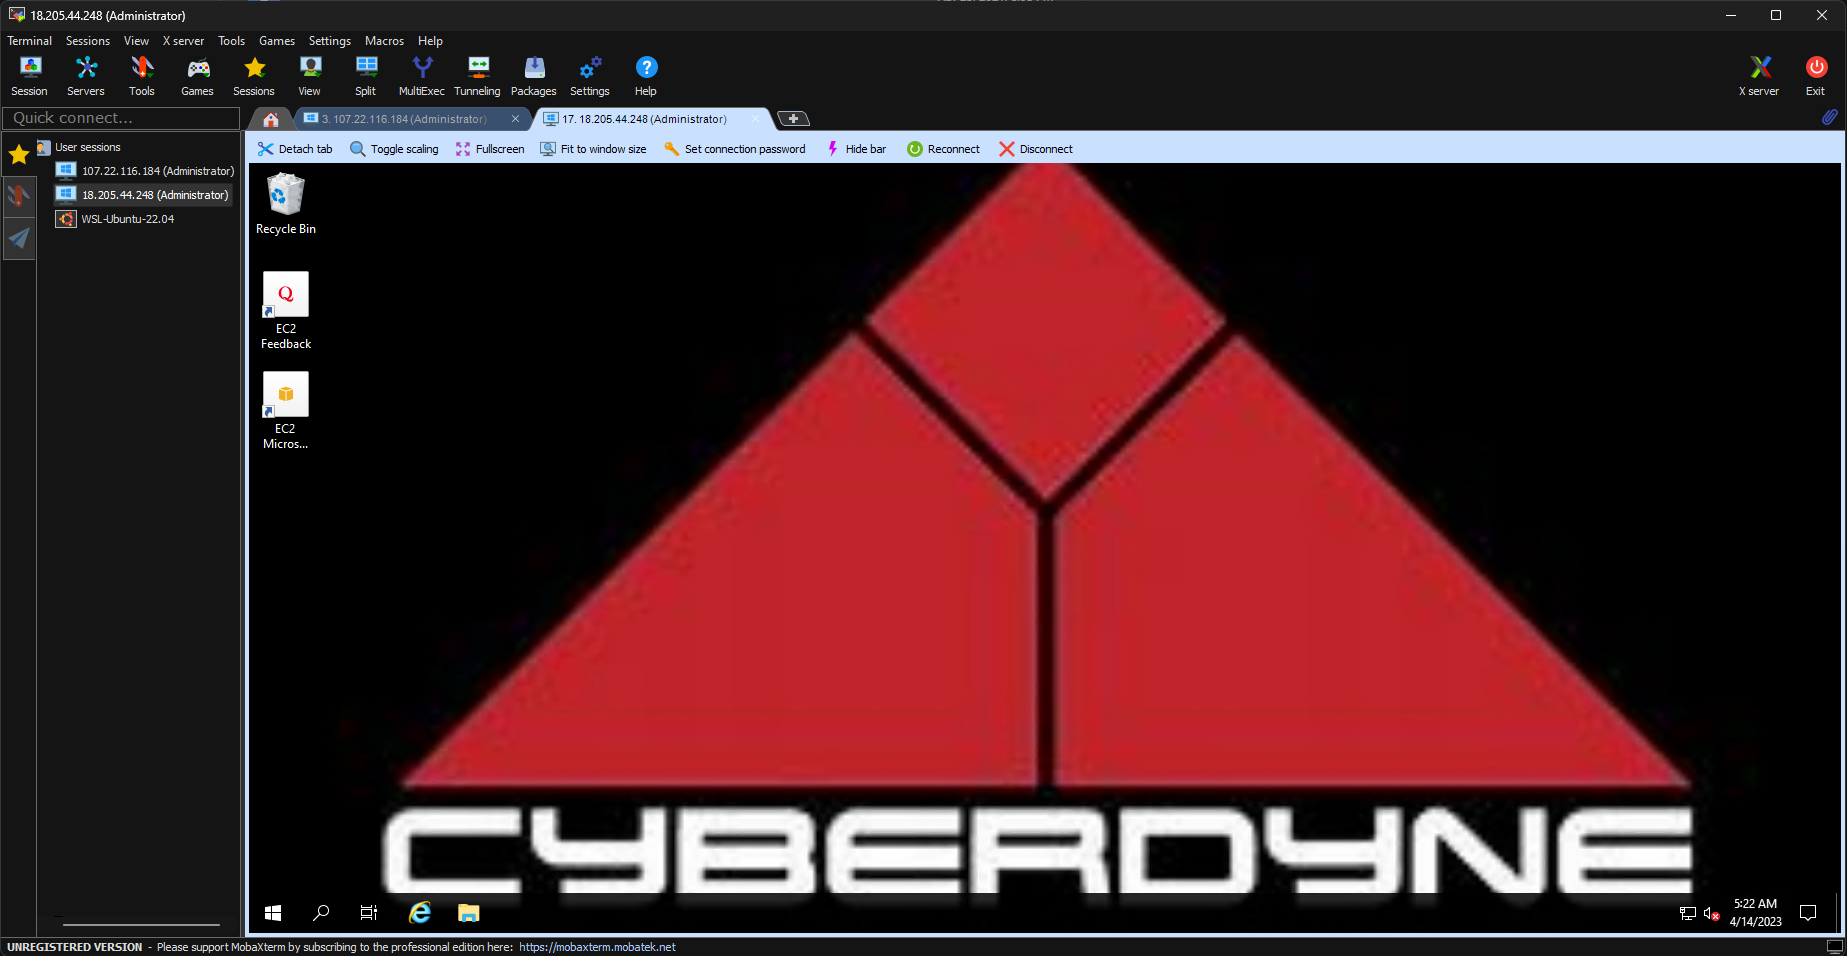 18.205.44.248 (Administrator)
Terminal Sessions View X server Tools Games Settings Macros Help
Session Servers Tools Games Sessions View Split MultiExec Tunneling Packages Settings Help X server Exit
Quick connect...
3. 107.22.116.184 (Administrator)
17. 18.205.44.248 (Administrator)
Detach tab Toggle scaling Fullscreen Fit to window size Set connection password Hide bar Reconnect Disconnect
User sessions
107.22.116.184 (Administrator)
18.205.44.248 (Administrator)
WSL-Ubuntu-22.04
Recycle Bin
Q
EC2
Feedback
EC2
Micros...
CYBERDYNE
5:22 AM
4/14/2023
UNREGISTERED VERSION - Please support MobaXterm by subscribing to the professional edition here: https://mobaxterm.mobatek.net